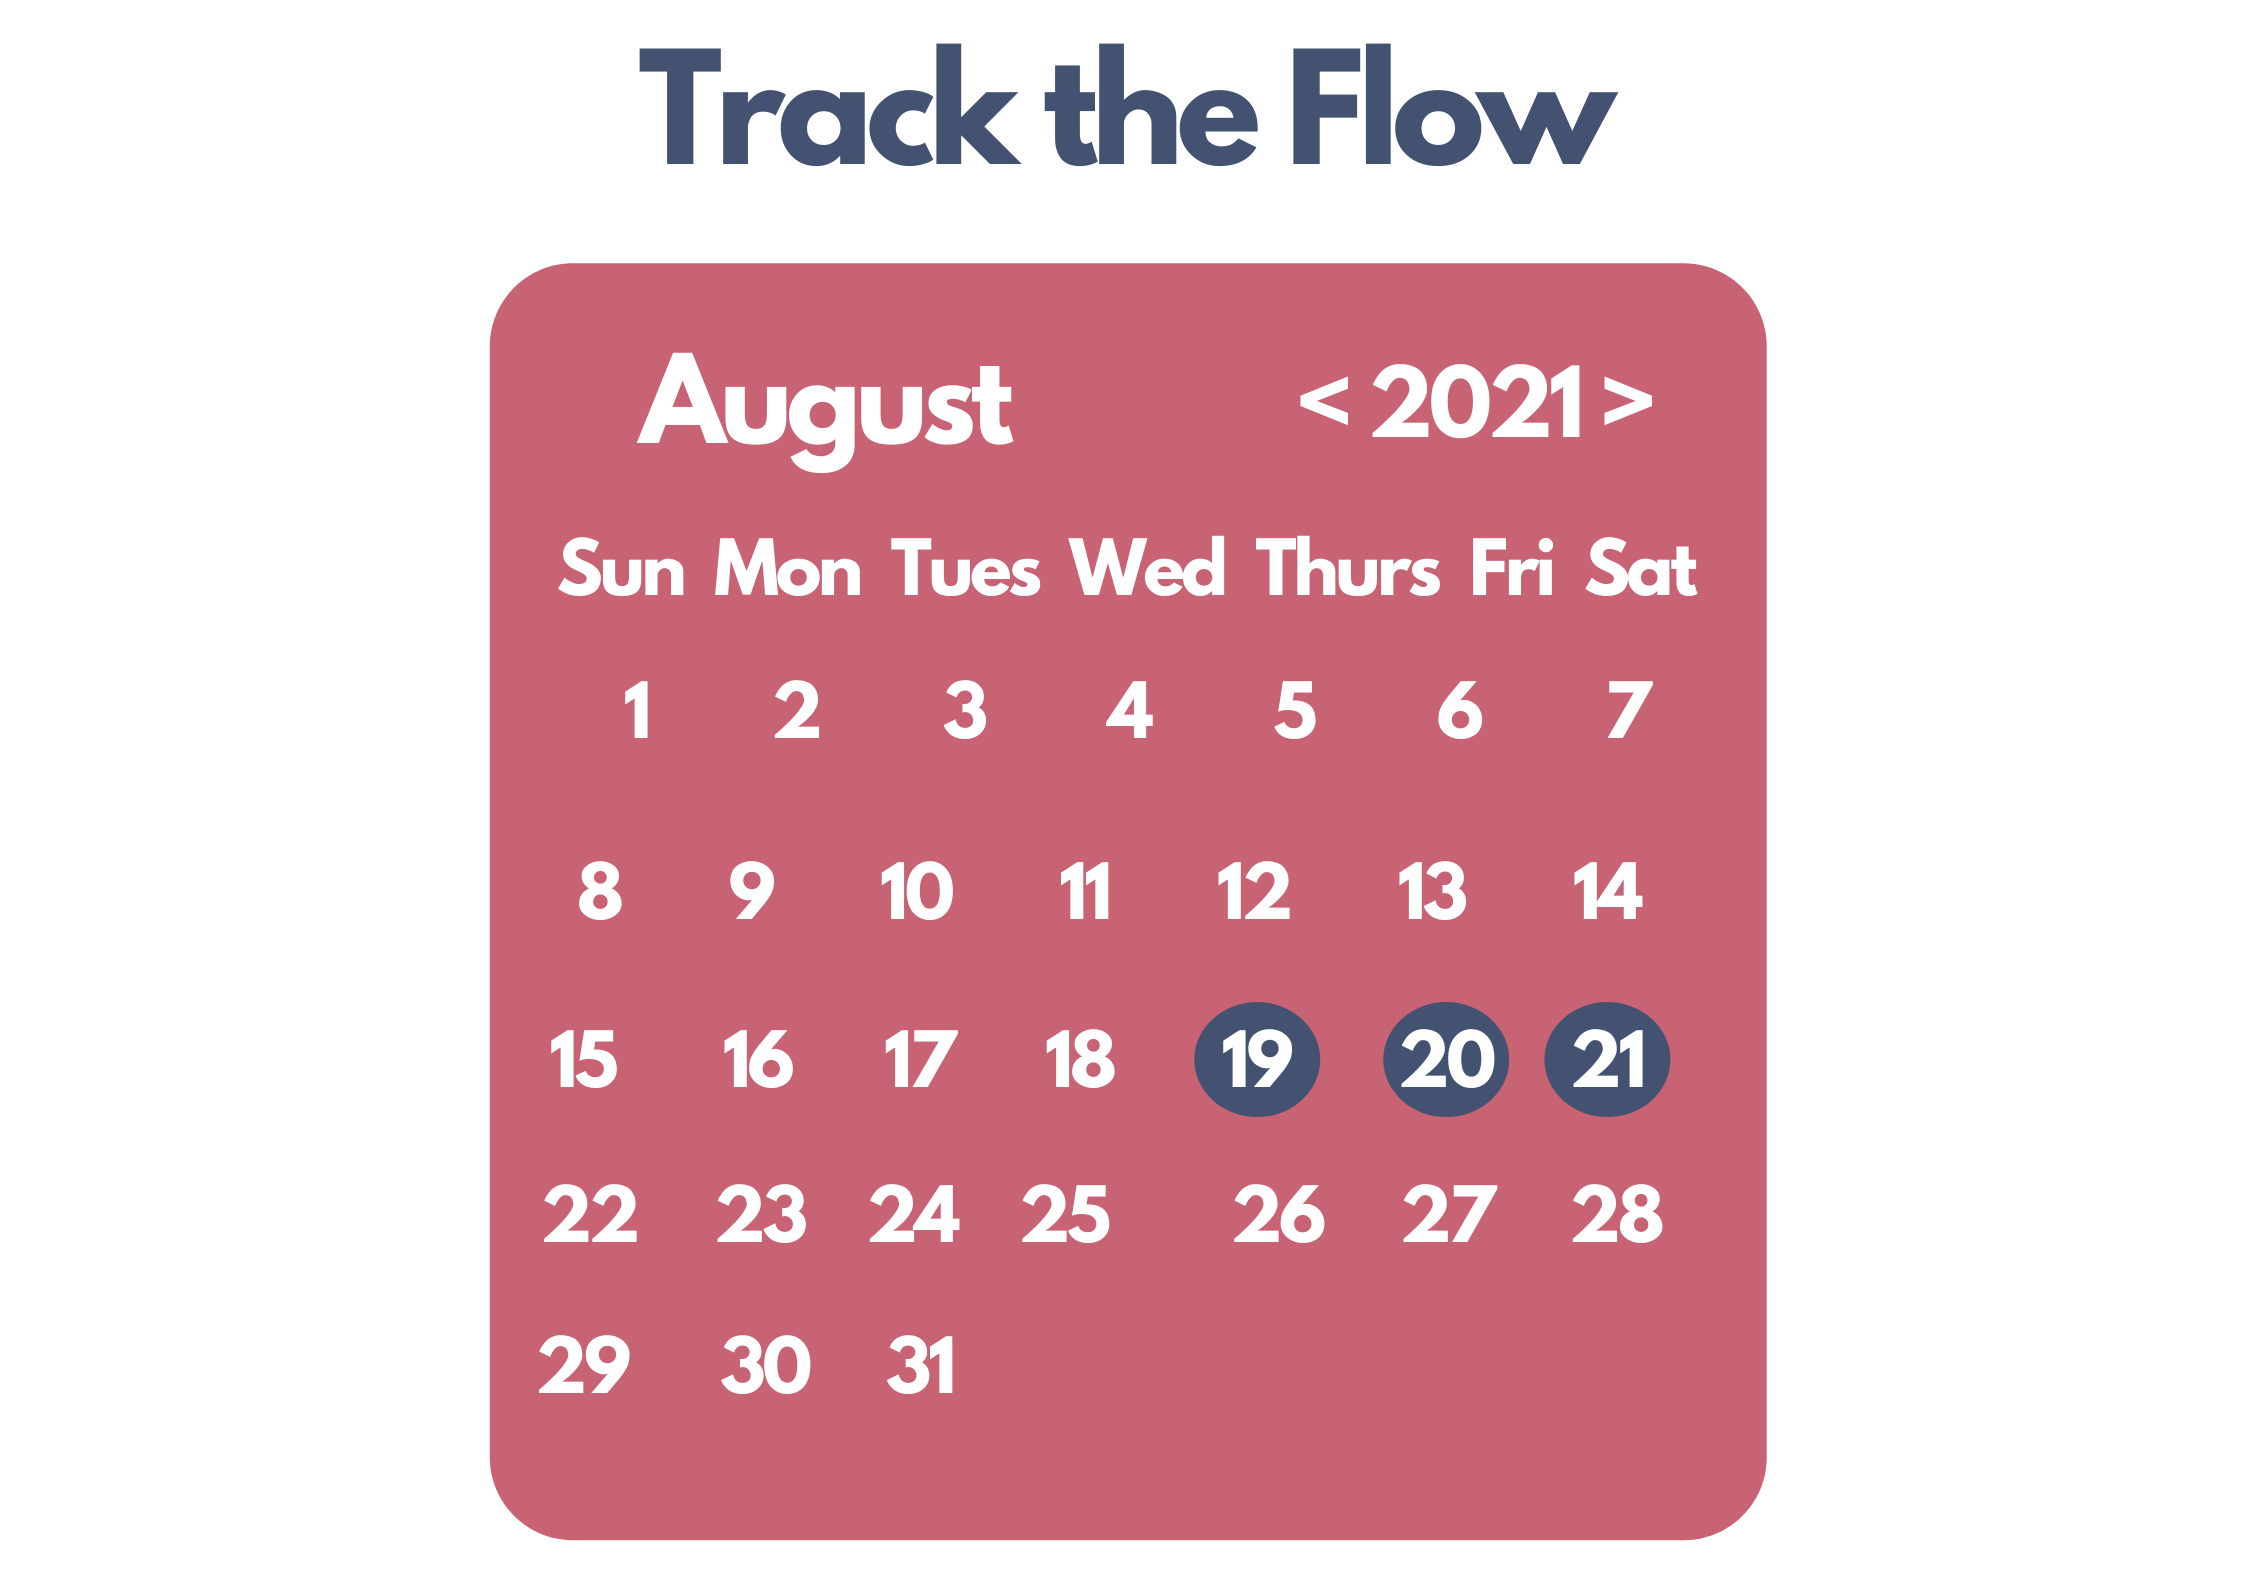 Track the Flow
August < 2021 >
Sun Mon Tues Wed Thurs Fri Sat
1 2 3 4 5 6 7
8 9 10 11 12 13 14
15 16 17 18 19 20 21
22 23 24 25 26 27 28
29 30 31